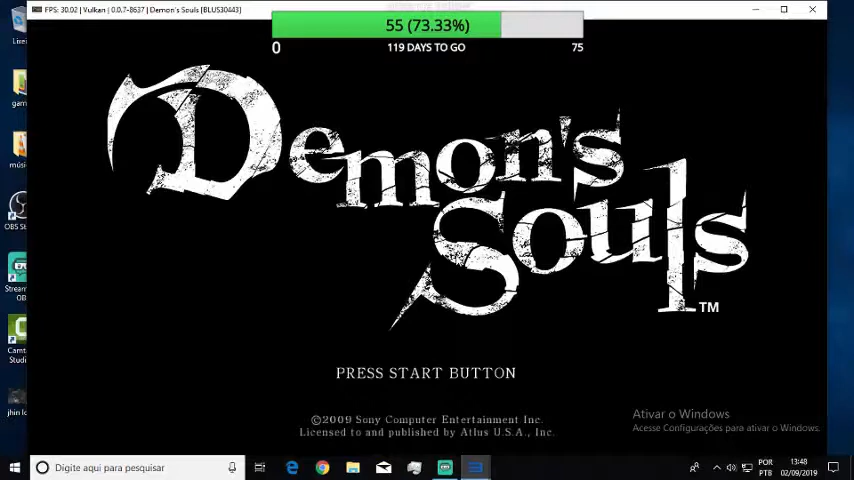 FPS: 30.02 | Vulkan | 0.0.7-8637 | Demon's Souls [BLUS30443]
55 (73.33%)
0
119 DAYS TO GO
75
Demon's
Souls
TM
PRESS START BUTTON
©2009 Sony Computer Entertainment Inc.
Licensed to and published by Atlus U.S.A., Inc.
Ativar o Windows
Acesse Configurações para ativar o Windows.
OBS
Studio
Digite aqui para pesquisar
POR
PTB
13:48
02/09/2019